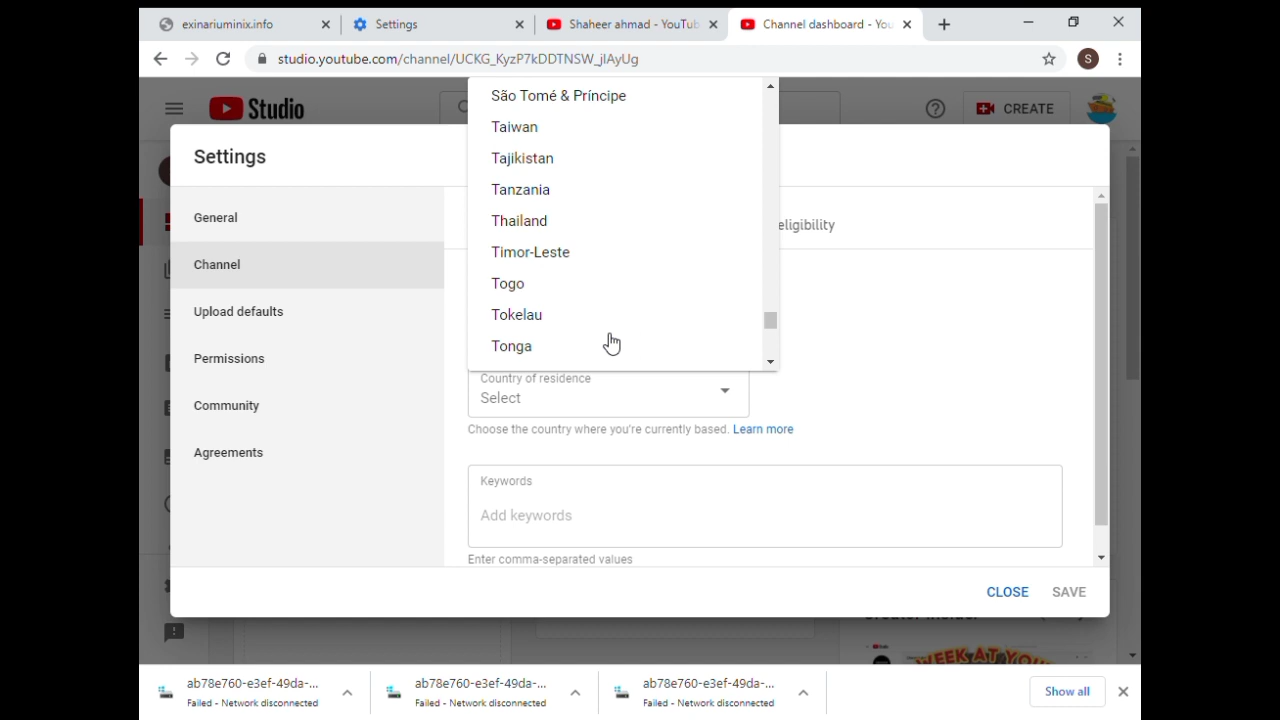 exinariuminix.info
Settings
Shaheer ahmad - YouTub
Channel dashboard - You
studio.youtube.com/channel/UCKG_KyzP7kDDTNSW_jIAyUg
S
Studio
CREATE
Settings
General
Channel
Upload defaults
Permissions
Community
Agreements
São Tomé & Príncipe
Taiwan
Tajikistan
Tanzania
Thailand
Timor-Leste
Togo
Tokelau
Tonga
eligibility
Country of residence
Select
Choose the country where you're currently based. Learn more
Keywords
Add keywords
Enter comma-separated values
CLOSE
SAVE
WEEK AT YOU
ab78e760-e3ef-49da-...
Failed - Network disconnected
ab78e760-e3ef-49da-...
Failed - Network disconnected
ab78e760-e3ef-49da-...
Failed - Network disconnected
Show all